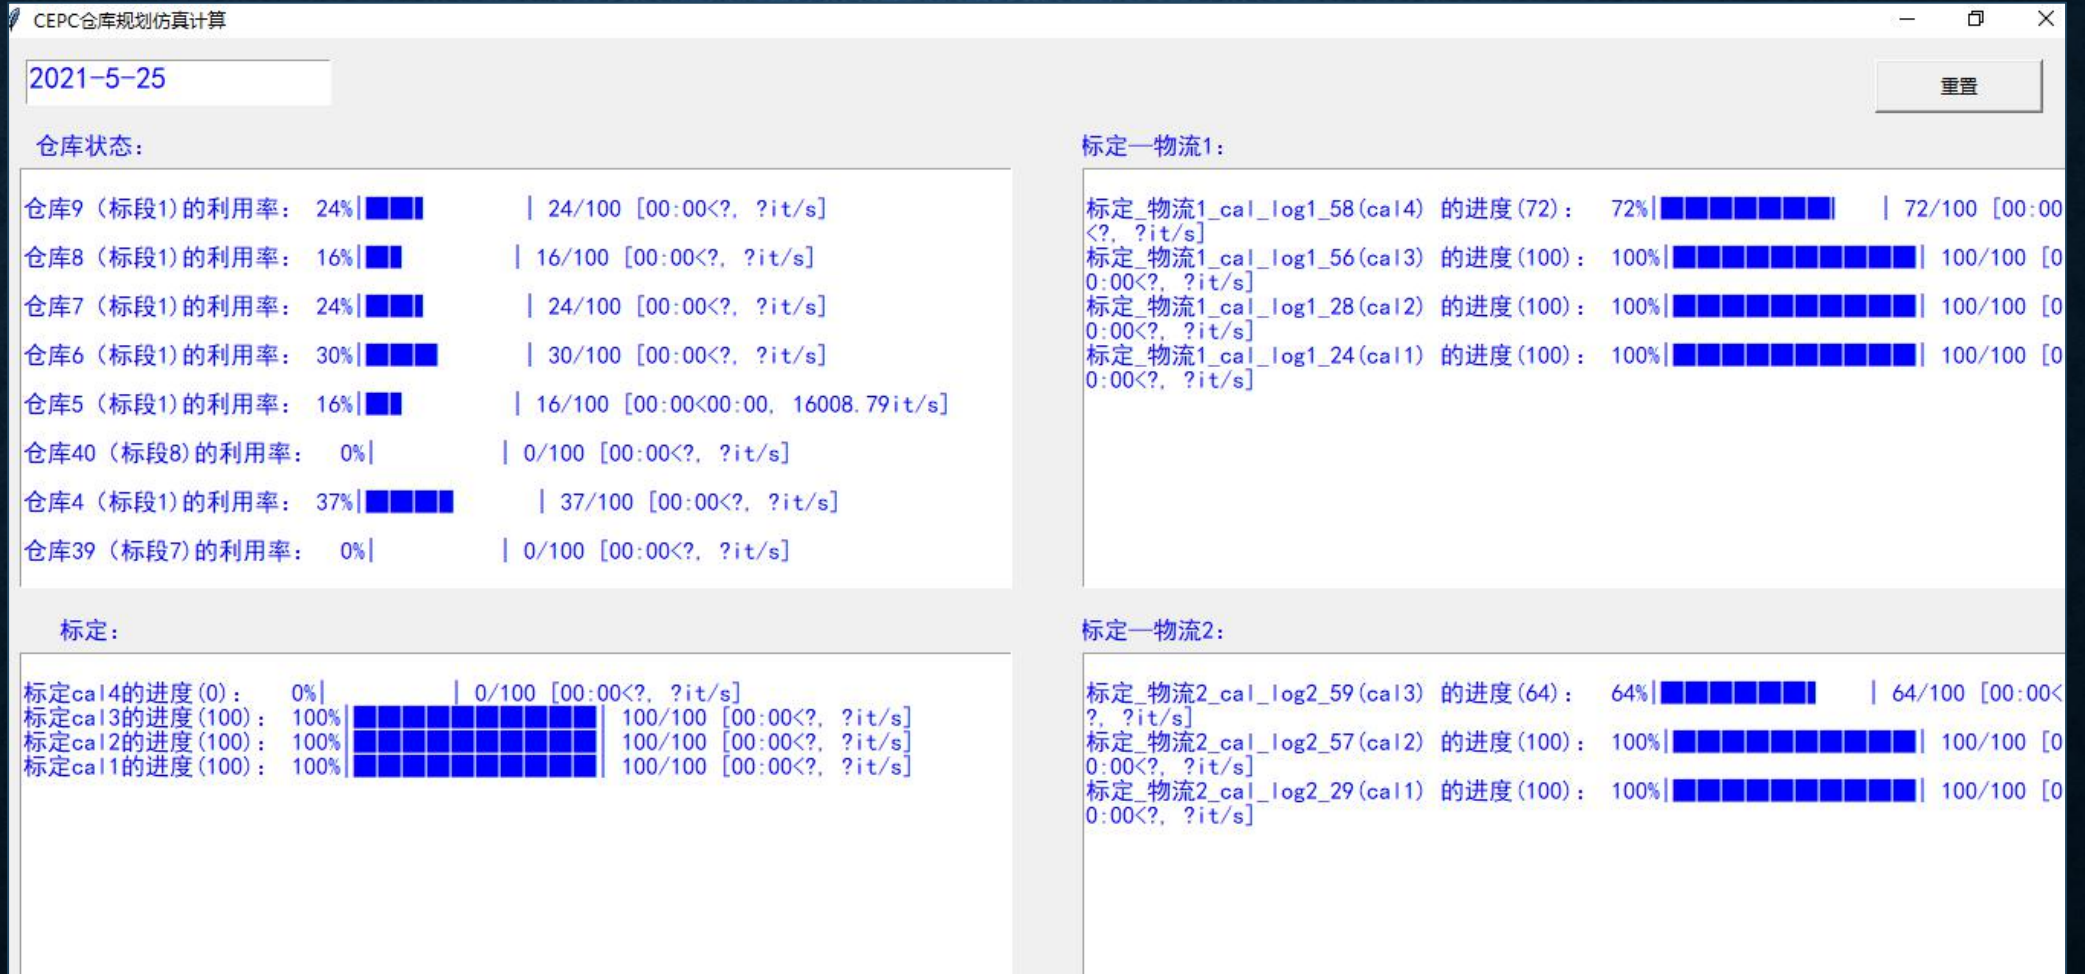 CEPC仓库规划仿真计算
2021-5-25
重置
仓库状态：
仓库9（标段1)的利用率： 24%|██▍ | 24/100 [00:00<?, ?it/s]
仓库8（标段1)的利用率： 16%|█▌ | 16/100 [00:00<?, ?it/s]
仓库7（标段1)的利用率： 24%|██▍ | 24/100 [00:00<?, ?it/s]
仓库6（标段1)的利用率： 30%|███ | 30/100 [00:00<?, ?it/s]
仓库5（标段1)的利用率： 16%|█▌ | 16/100 [00:00<00:00, 16008.79it/s]
仓库40（标段8)的利用率： 0%| | 0/100 [00:00<?, ?it/s]
仓库4（标段1)的利用率： 37%|███▋ | 37/100 [00:00<?, ?it/s]
仓库39（标段7)的利用率： 0%| | 0/100 [00:00<?, ?it/s]
标定—物流1：
标定_物流1_cal_log1_58(cal4) 的进度(72)： 72%|███████▏ | 72/100 [00:00
<?, ?it/s]
标定_物流1_cal_log1_56(cal3) 的进度(100)： 100%|██████████| 100/100 [0
0:00<?, ?it/s]
标定_物流1_cal_log1_28(cal2) 的进度(100)： 100%|██████████| 100/100 [0
0:00<?, ?it/s]
标定_物流1_cal_log1_24(cal1) 的进度(100)： 100%|██████████| 100/100 [0
0:00<?, ?it/s]
标定：
标定cal4的进度(0)： 0%| | 0/100 [00:00<?, ?it/s]
标定cal3的进度(100)： 100%|██████████| 100/100 [00:00<?, ?it/s]
标定cal2的进度(100)： 100%|██████████| 100/100 [00:00<?, ?it/s]
标定cal1的进度(100)： 100%|██████████| 100/100 [00:00<?, ?it/s]
标定—物流2：
标定_物流2_cal_log2_59(cal3) 的进度(64)： 64%|██████▍ | 64/100 [00:00<
?, ?it/s]
标定_物流2_cal_log2_57(cal2) 的进度(100)： 100%|██████████| 100/100 [0
0:00<?, ?it/s]
标定_物流2_cal_log2_29(cal1) 的进度(100)： 100%|██████████| 100/100 [0
0:00<?, ?it/s]